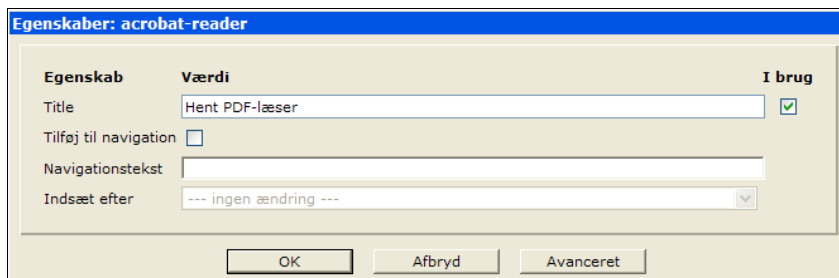 Egenskaber: acrobat-reader
Egenskab Værdi I brug
Title Hent PDF-læser
Tilføj til navigation
Navigationstekst
Indsæt efter --- ingen ændring ---
OK Afbryd Avanceret